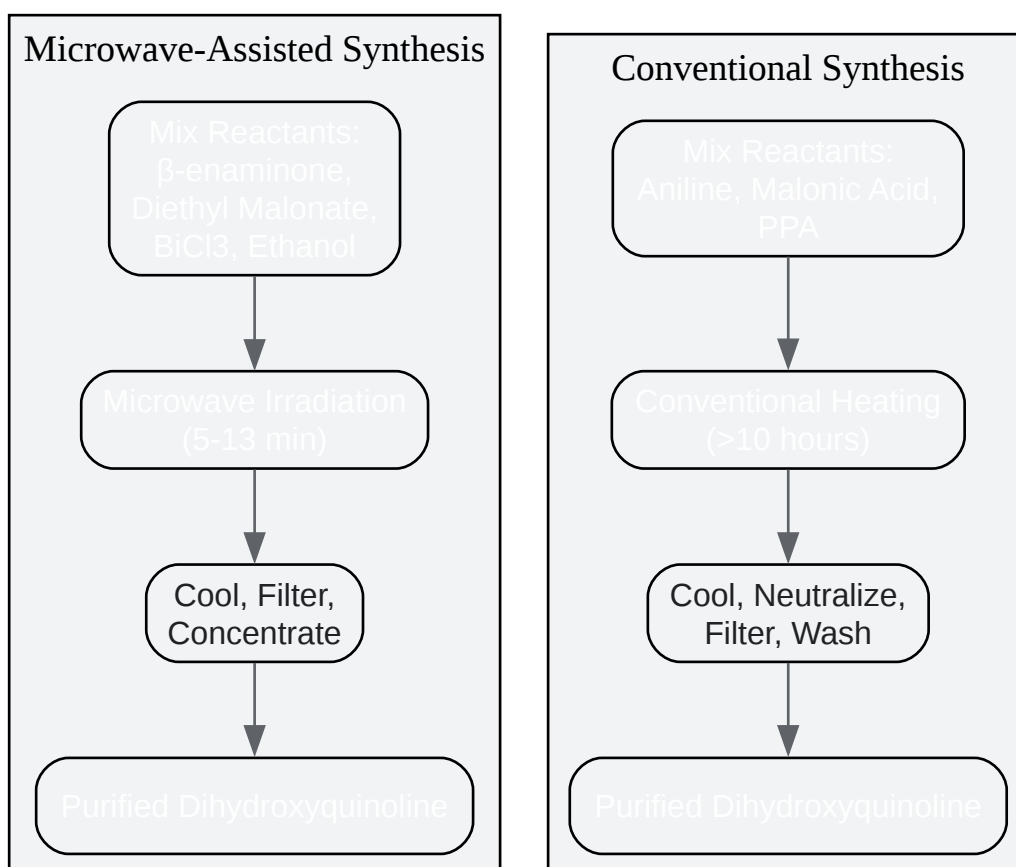 Microwave-Assisted Synthesis
Mix Reactants:
β-enaminone,
Diethyl Malonate,
BiCl3, Ethanol
Microwave Irradiation
(5-13 min)
Cool, Filter,
Concentrate
Purified Dihydroxyquinoline
Conventional Synthesis
Mix Reactants:
Aniline, Malonic Acid,
PPA
Conventional Heating
(>10 hours)
Cool, Neutralize,
Filter, Wash
Purified Dihydroxyquinoline